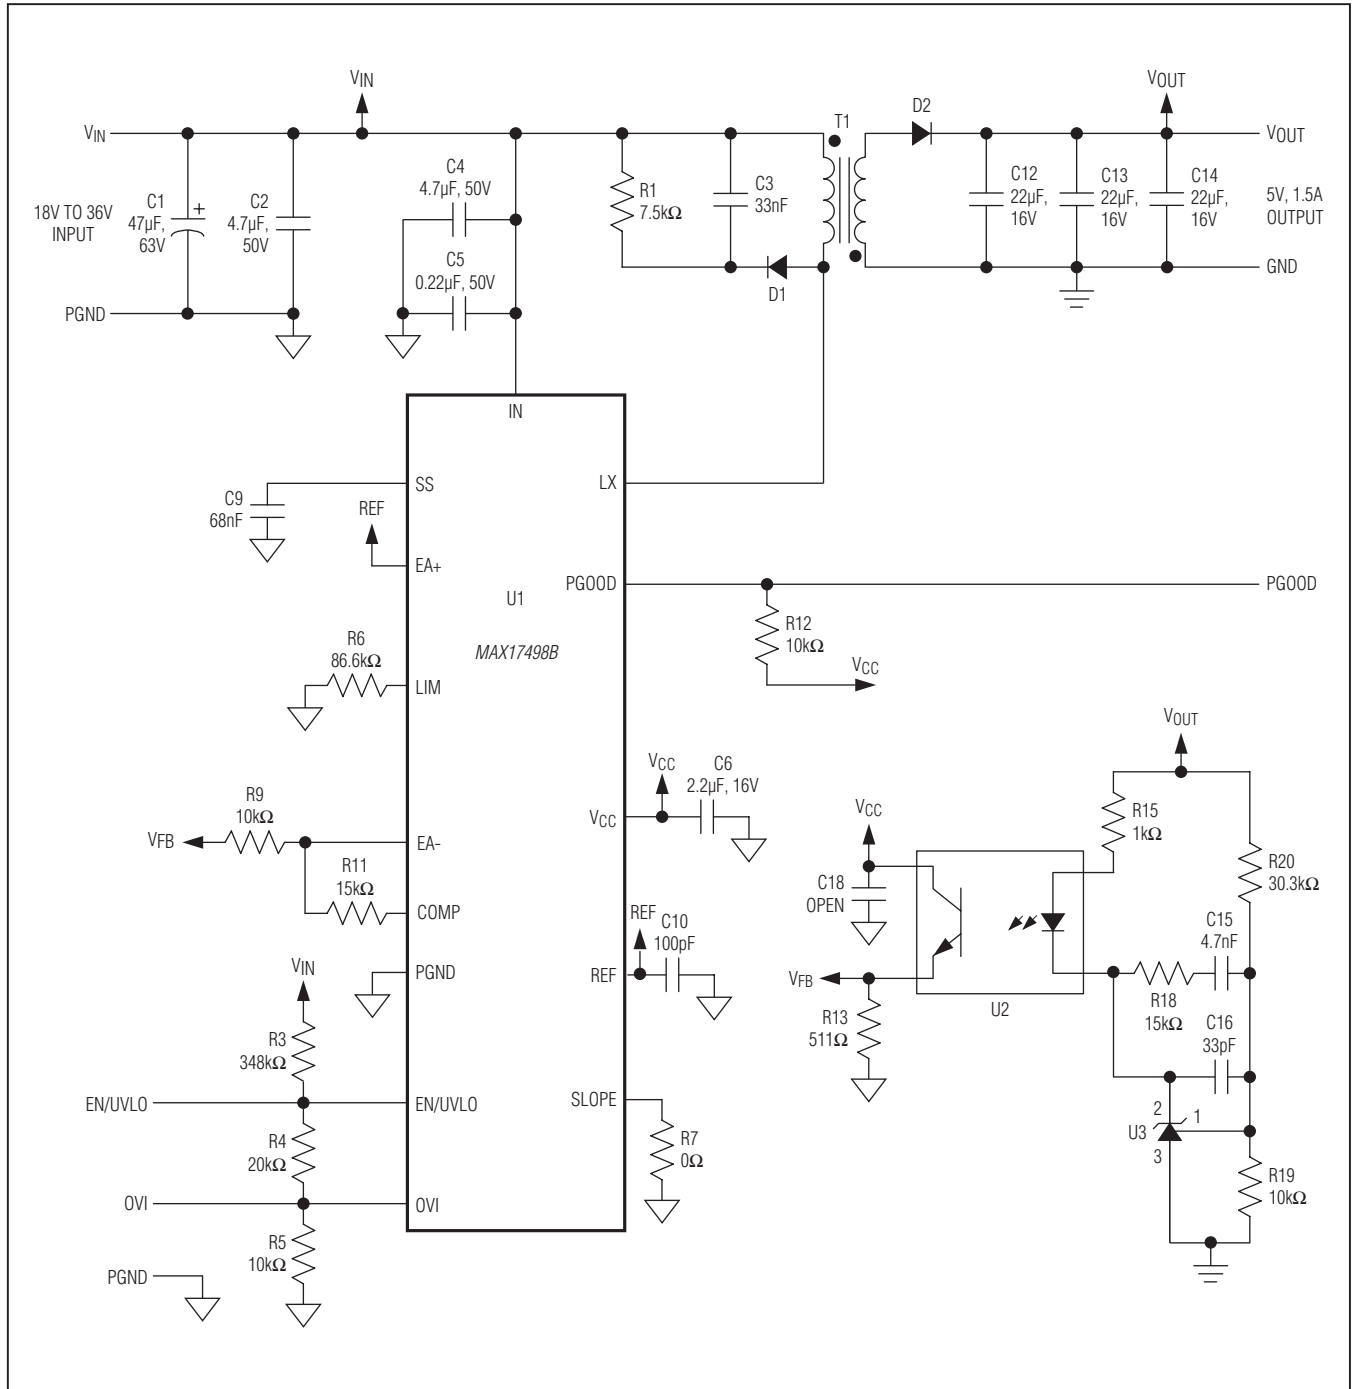 VIN
VOUT
D2
T1
VIN
VOUT
C4
4.7µF, 50V
C1
47µF,
63V
+
C2
4.7µF,
50V
18V TO 36V
INPUT
R1
7.5kΩ
C3
33nF
C12
22µF,
16V
C13
22µF,
16V
C14
22µF,
16V
5V, 1.5A
OUTPUT
C5
0.22µF, 50V
D1
GND
PGND
IN
SS
LX
C9
68nF
REF
EA+
U1
PGOOD
PGOOD
MAX17498B
R12
10kΩ
VCC
R6
86.6kΩ
LIM
VOUT
VCC
C6
2.2µF, 16V
R9
10kΩ
VCC
VCC
R15
1kΩ
VFB
EA-
R11
15kΩ
R20
30.3kΩ
C18
OPEN
COMP
REF
C10
100pF
C15
4.7nF
VIN
PGND
REF
VFB
R18
15kΩ
U2
R13
511Ω
C16
33pF
R3
348kΩ
EN/UVLO
EN/UVLO
SLOPE
R7
0Ω
2
1
U3
3
R4
20kΩ
R19
10kΩ
OVI
OVI
R5
10kΩ
PGND